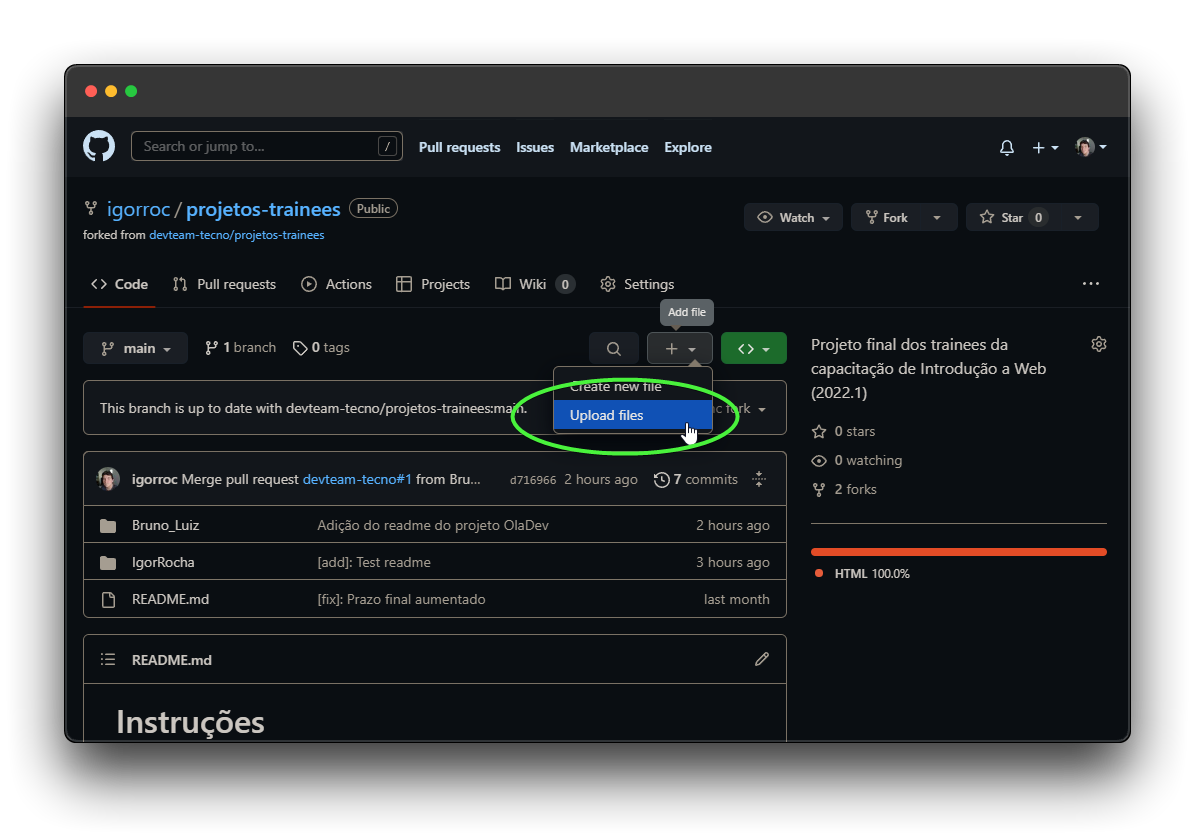 Search or jump to... /
Pull requests Issues Marketplace Explore
igorroc / projetos-trainees Public
forked from devteam-tecno/projetos-trainees
Watch Fork Star 0
Code Pull requests Actions Projects Wiki 0 Settings
Add file
main 1 branch 0 tags
Create new file
Upload files
This branch is up to date with devteam-tecno/projetos-trainees:main.
fork
igorroc Merge pull request devteam-tecno#1 from Bru... d716966 2 hours ago 7 commits
Bruno_Luiz Adição do readme do projeto OlaDev 2 hours ago
IgorRocha [add]: Test readme 3 hours ago
README.md [fix]: Prazo final aumentado last month
README.md
Instruções
Projeto final dos trainees da
capacitação de Introdução a Web
(2022.1)
0 stars
0 watching
2 forks
HTML 100.0%